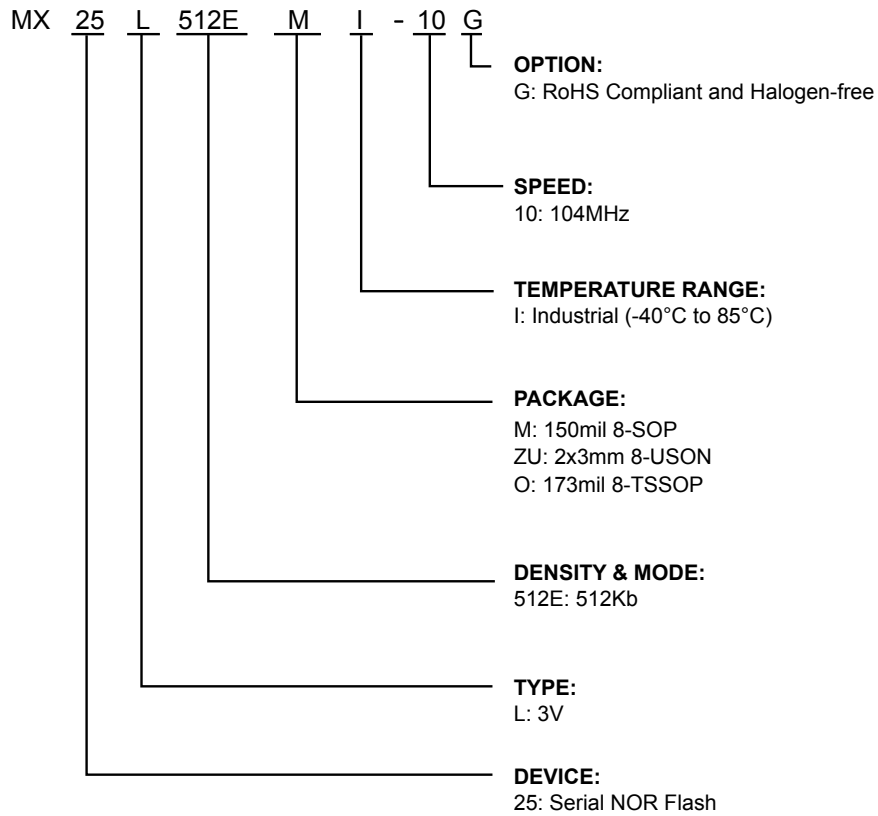 MX 25 L 512E M I - 10 G
OPTION:
G: RoHS Compliant and Halogen-free
SPEED:
10: 104MHz
TEMPERATURE RANGE:
I: Industrial (-40°C to 85°C)
PACKAGE:
M: 150mil 8-SOP
ZU: 2x3mm 8-USON
O: 173mil 8-TSSOP
DENSITY & MODE:
512E: 512Kb
TYPE:
L: 3V
DEVICE:
25: Serial NOR Flash